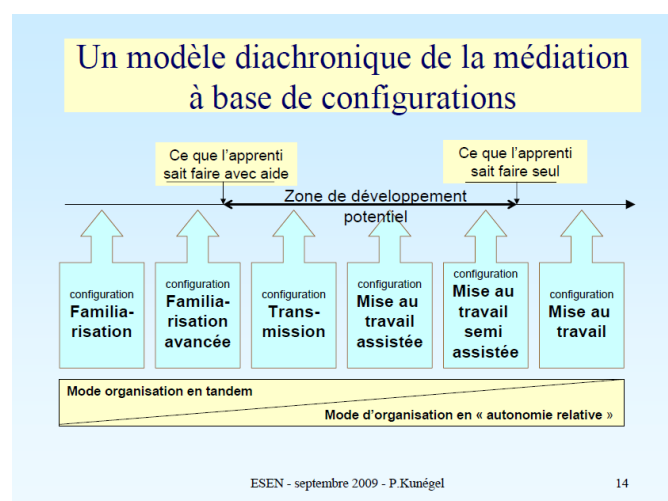 Un modèle diachronique de la médiation
à base de configurations
Ce que l'apprenti
sait faire avec aide
Ce que l'apprenti
sait faire seul
Zone de développement
potentiel
configuration
Familia-
risation
configuration
Familia-
risation
avancée
configuration
Trans-
mission
configuration
Mise au
travail
assistée
configuration
Mise au
travail
semi
assistée
configuration
Mise au
travail
Mode organisation en tandem
Mode d'organisation en « autonomie relative »
ESEN - septembre 2009 - P.Kunégel
14